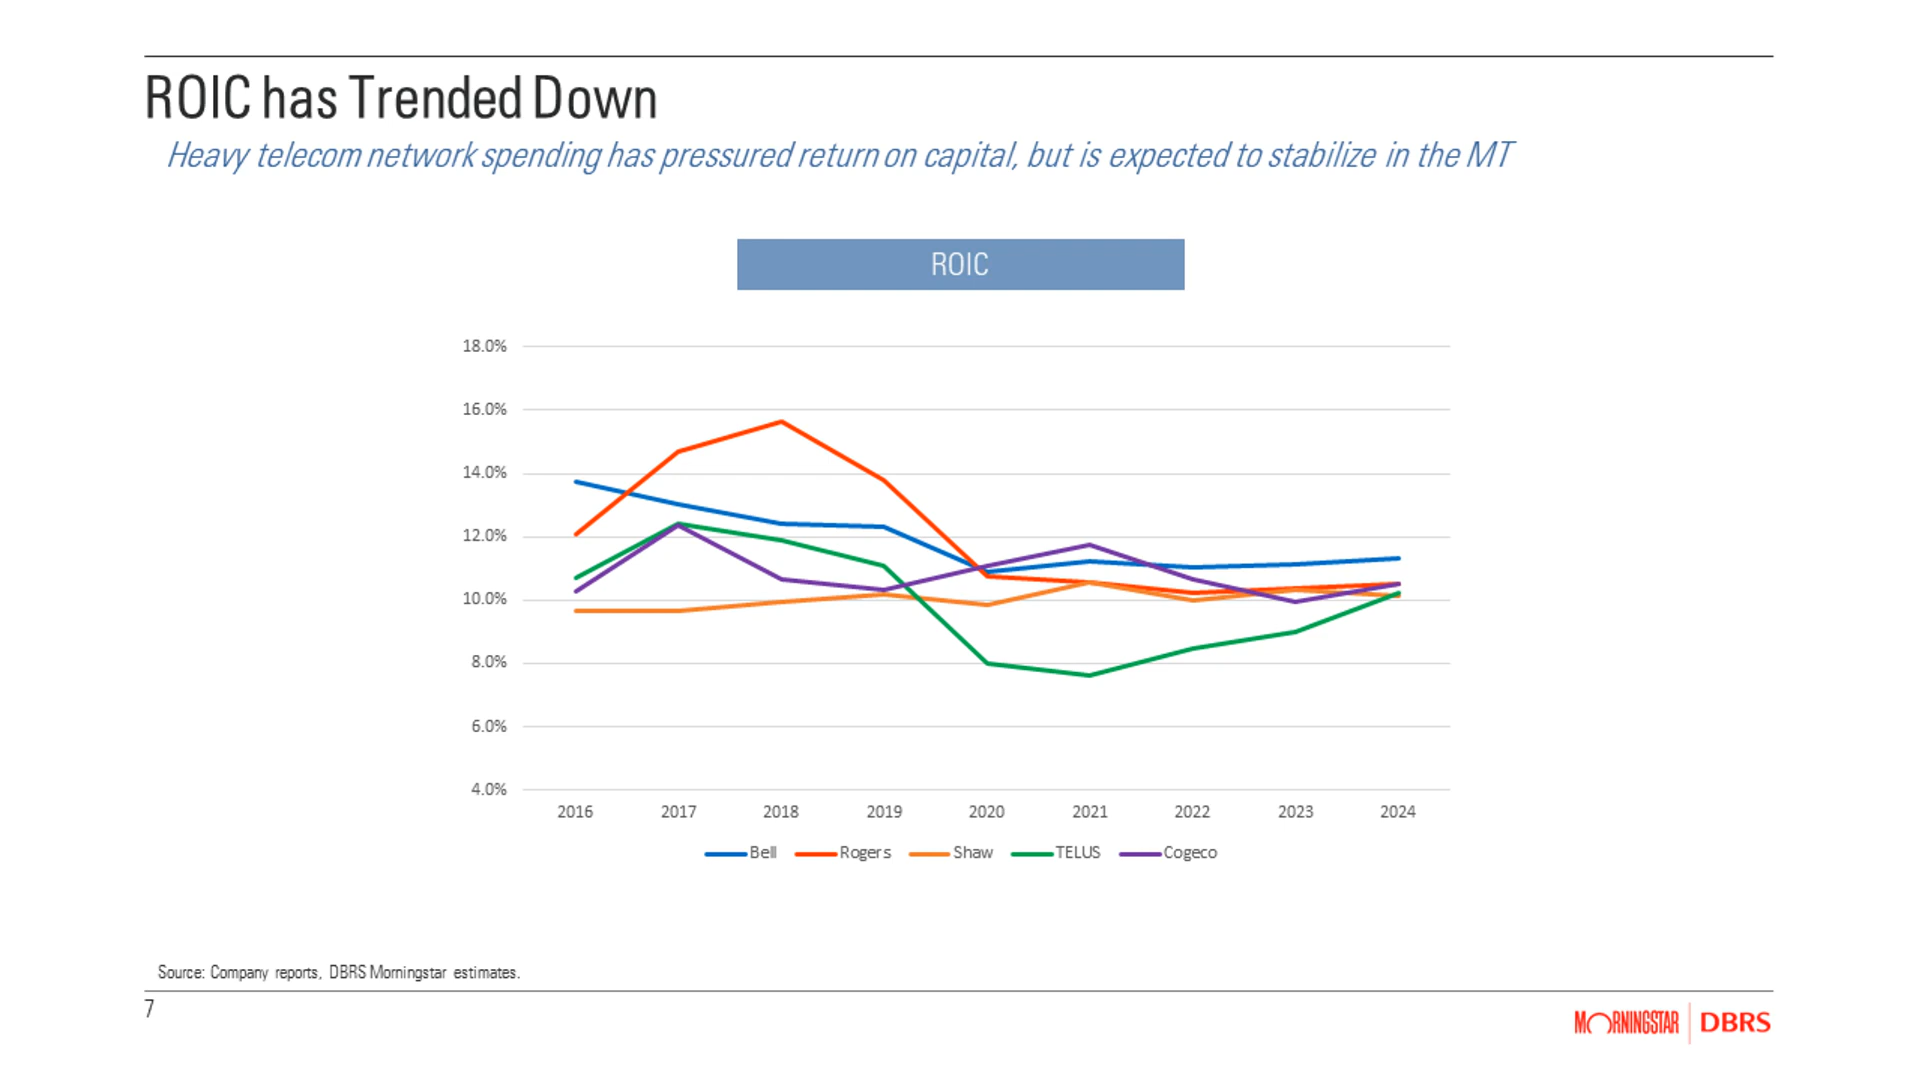 ROIC has Trended Down
Heavy telecom network spending has pressured return on capital, but is expected to stabilize in the MT
ROIC
18.0%
16.0%
14.0%
12.0%
10.0%
8.0%
6.0%
4.0%
2016 2017 2018 2019 2020 2021 2022 2023 2024
Bell Rogers Shaw TELUS Cogeco
Source: Company reports, DBRS Morningstar estimates.
7
MORNINGSTAR DBRS